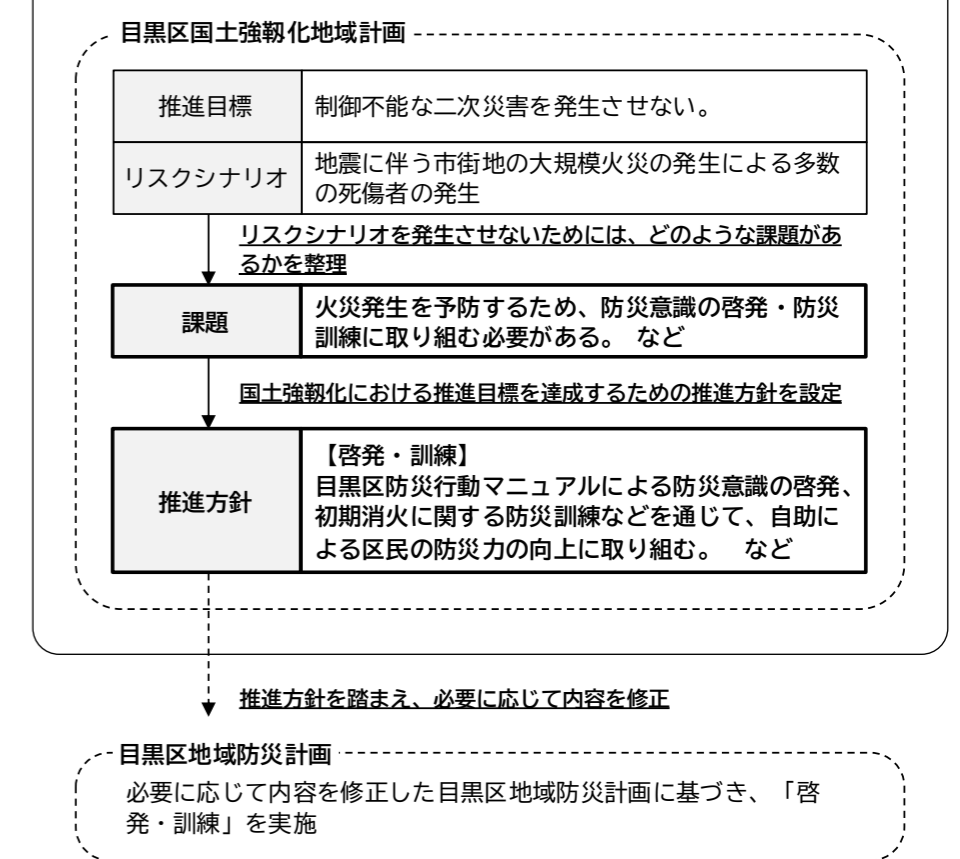 目黒区国土強靱化地域計画
推進目標
制御不能な二次災害を発生させない。
リスクシナリオ
地震に伴う市街地の大規模火災の発生による多数
の死傷者の発生
リスクシナリオを発生させないためには、どのような課題があ
るかを整理
課題
火災発生を予防するため、防災意識の啓発・防災
訓練に取り組む必要がある。 など
国土強靱化における推進目標を達成するための推進方針を設定
推進方針
【啓発・訓練】
目黒区防災行動マニュアルによる防災意識の啓発、
初期消火に関する防災訓練などを通じて、自助に
よる区民の防災力の向上に取り組む。 など
推進方針を踏まえ、必要に応じて内容を修正
目黒区地域防災計画
必要に応じて内容を修正した目黒区地域防災計画に基づき、「啓
発・訓練」を実施